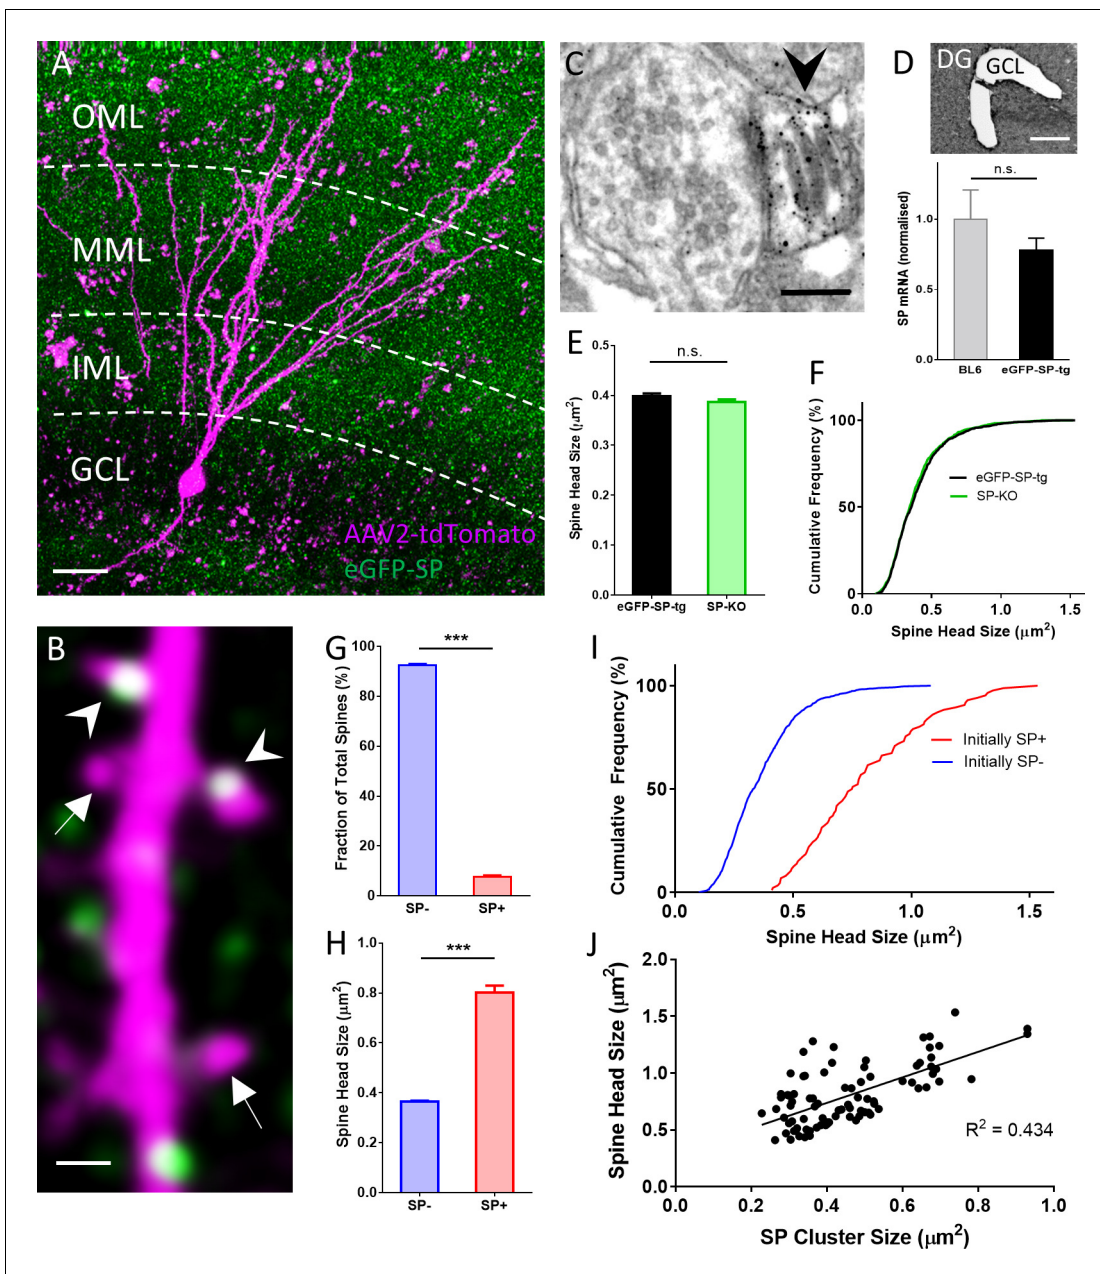 A
OML
MML
IML
GCL
AAV2-tdTomato
eGFP-SP
B
C
D
DG
GCL
n.s.
SP mRNA (normalised)
1.0
0.5
0.0
BL6 eGFP-SP-tg
E
n.s.
Spine Head Size (μm²)
0.5
0.4
0.3
0.2
0.1
0.0
eGFP-SP-tg SP-KO
F
Cumulative Frequency (%)
100
50
0
eGFP-SP-tg
SP-KO
0.0 0.5 1.0 1.5
Spine Head Size (μm²)
G
***
Fraction of Total Spines (%)
100
80
60
40
20
0
SP- SP+
H
***
Spine Head Size (μm²)
1.0
0.8
0.6
0.4
0.2
0.0
SP- SP+
I
Cumulative Frequency (%)
100
50
0
Initially SP+
Initially SP-
0.0 0.5 1.0 1.5
Spine Head Size (μm²)
J
Spine Head Size (μm²)
2.0
1.5
1.0
0.5
0.0
R² = 0.434
0.0 0.2 0.4 0.6 0.8 1.0
SP Cluster Size (μm²)